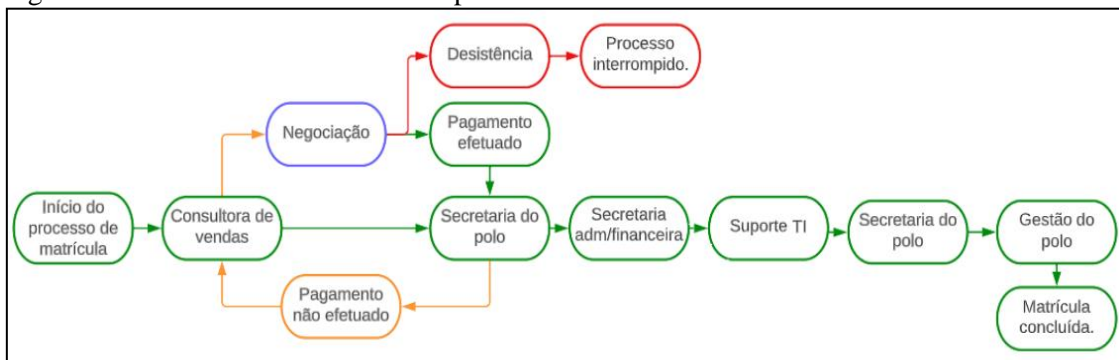 Desistência
Processo
interrompido.
Negociação
Pagamento
efetuado
Início do
processo de
matrícula
Consultora de
vendas
Secretaria do
polo
Secretaria
adm/financeira
Suporte TI
Secretaria do
polo
Gestão do
polo
Pagamento
não efetuado
Matrícula
concluída.